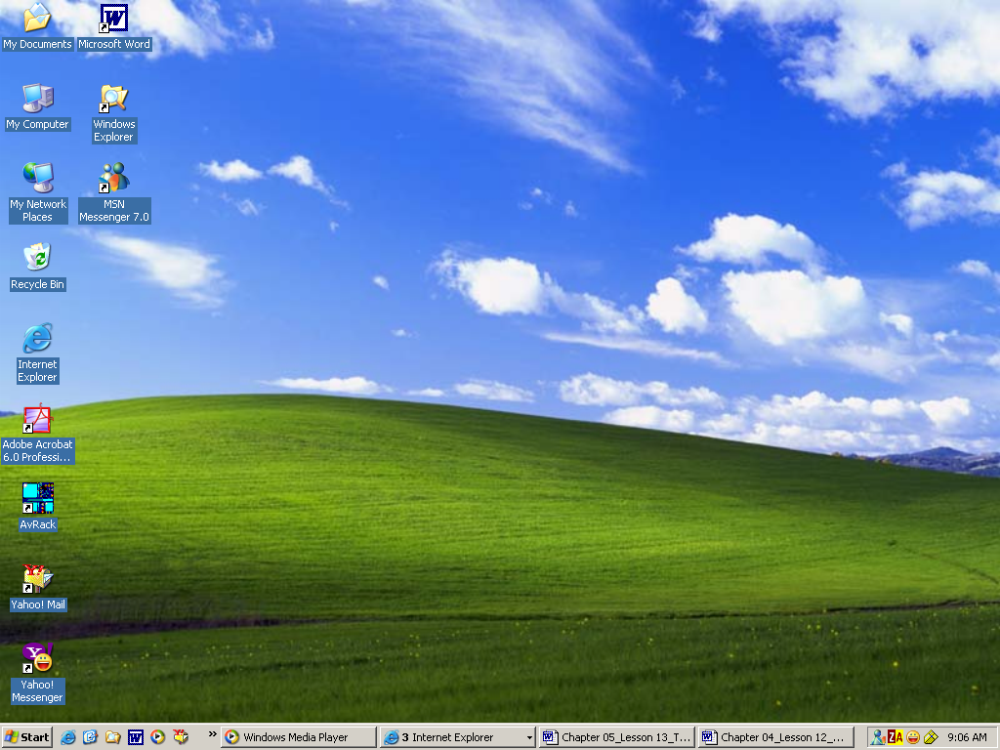 My Documents
Microsoft Word
My Computer
Windows
Explorer
My Network
Places
MSN
Messenger 7.0
Recycle Bin
Internet
Explorer
Adobe Acrobat
6.0 Professi...
AvRack
Yahoo! Mail
Yahoo!
Messenger
Start
Windows Media Player
3 Internet Explorer
Chapter 05_Lesson 13_T...
Chapter 04_Lesson 12_...
9:06 AM